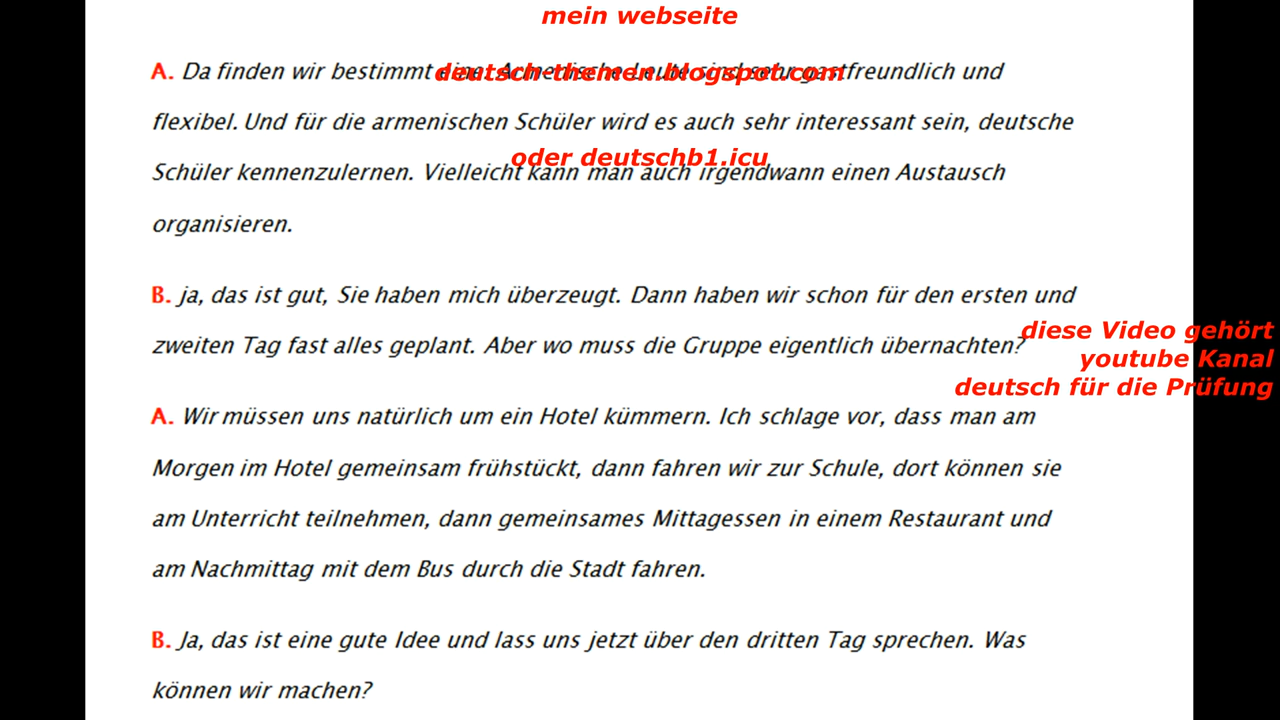 mein webseite
A. Da finden wir bestimmt eine. Armenische Leute sind sehr gastfreundlich und
deutsch-themen.blogspot.com
flexibel. Und für die armenischen Schüler wird es auch sehr interessant sein, deutsche
oder deutschb1.icu
Schüler kennenzulernen. Vielleicht kann man auch irgendwann einen Austausch
organisieren.
B. ja, das ist gut, Sie haben mich überzeugt. Dann haben wir schon für den ersten und
zweiten Tag fast alles geplant. Aber wo muss die Gruppe eigentlich übernachten?
diese Video gehört
youtube Kanal
deutsch für die Prüfung
A. Wir müssen uns natürlich um ein Hotel kümmern. Ich schlage vor, dass man am
Morgen im Hotel gemeinsam frühstückt, dann fahren wir zur Schule, dort können sie
am Unterricht teilnehmen, dann gemeinsames Mittagessen in einem Restaurant und
am Nachmittag mit dem Bus durch die Stadt fahren.
B. Ja, das ist eine gute Idee und lass uns jetzt über den dritten Tag sprechen. Was
können wir machen?